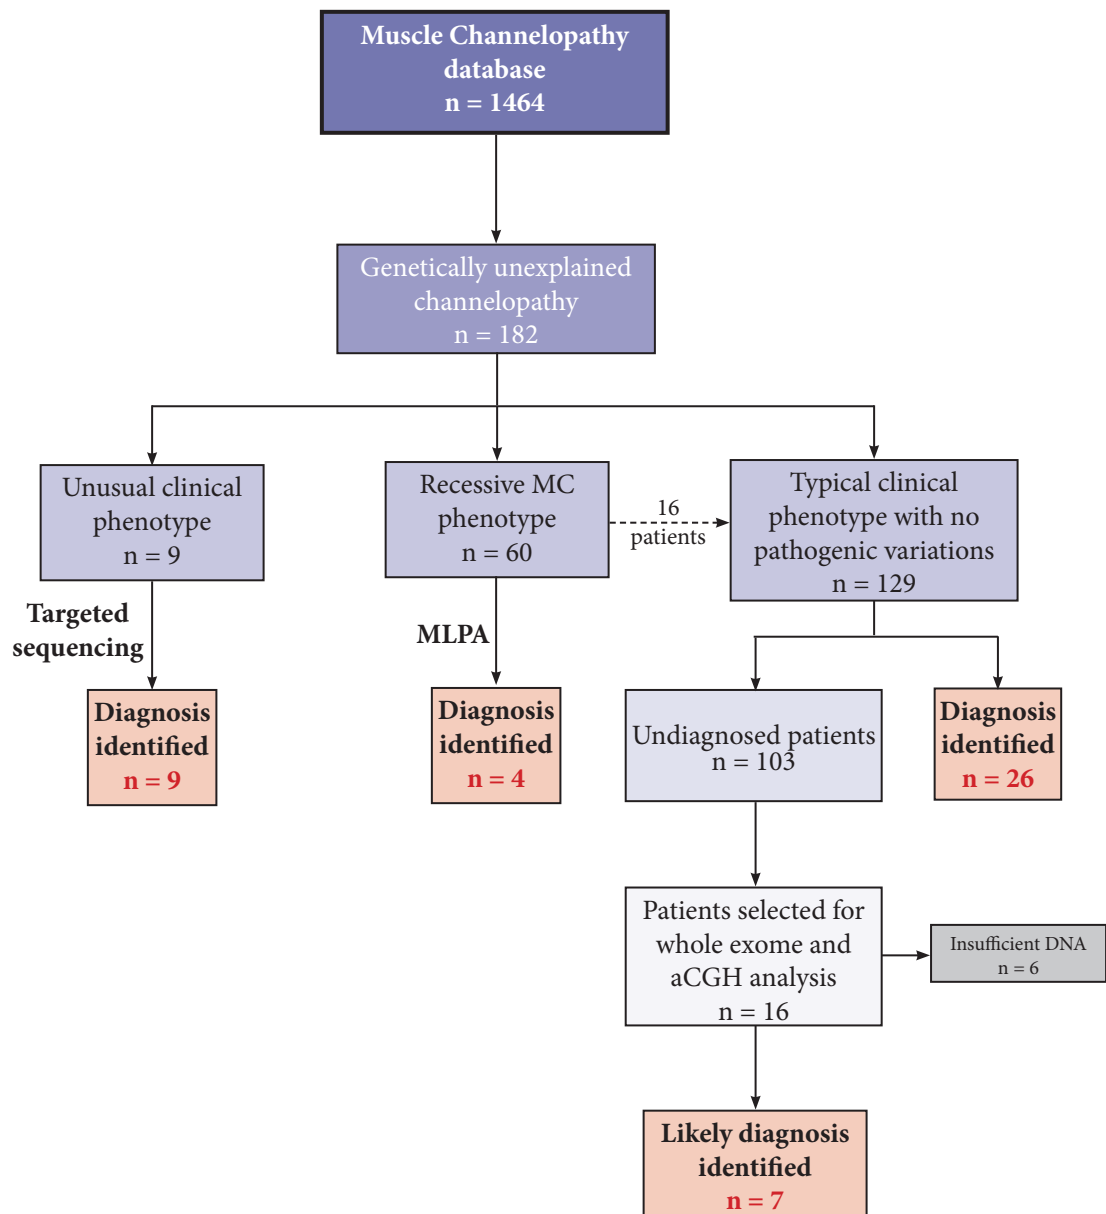 Muscle Channelopathy
database
n = 1464
Genetically unexplained
channelopathy
n = 182
Unusual clinical
phenotype
n = 9
Recessive MC
phenotype
n = 60
16
patients
Typical clinical
phenotype with no
pathogenic variations
n = 129
Targeted
sequencing
MLPA
Diagnosis
identified
n = 9
Diagnosis
identified
n = 4
Undiagnosed patients
n = 103
Diagnosis
identified
n = 26
Patients selected for
whole exome and
aCGH analysis
n = 16
Insufficient DNA
n = 6
Likely diagnosis
identified
n = 7